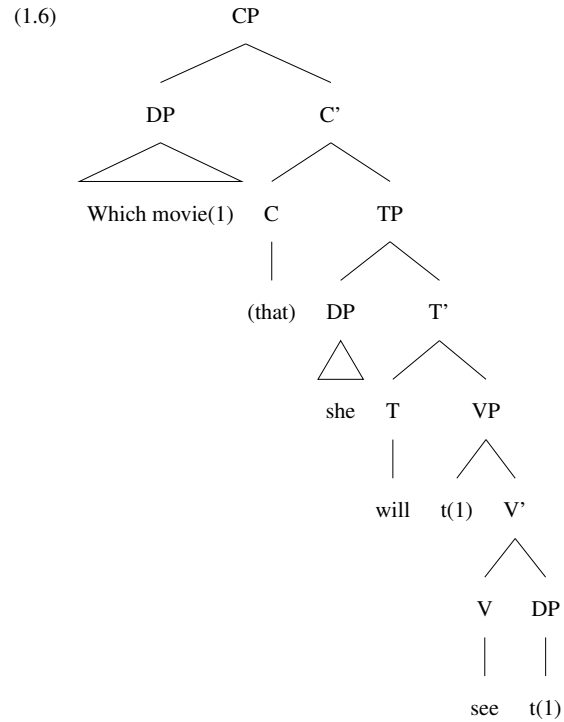 (1.6) CP
DP C’
Which movie(1) C TP
(that) DP T’
she T VP
will t(1) V’
V DP
see t(1)